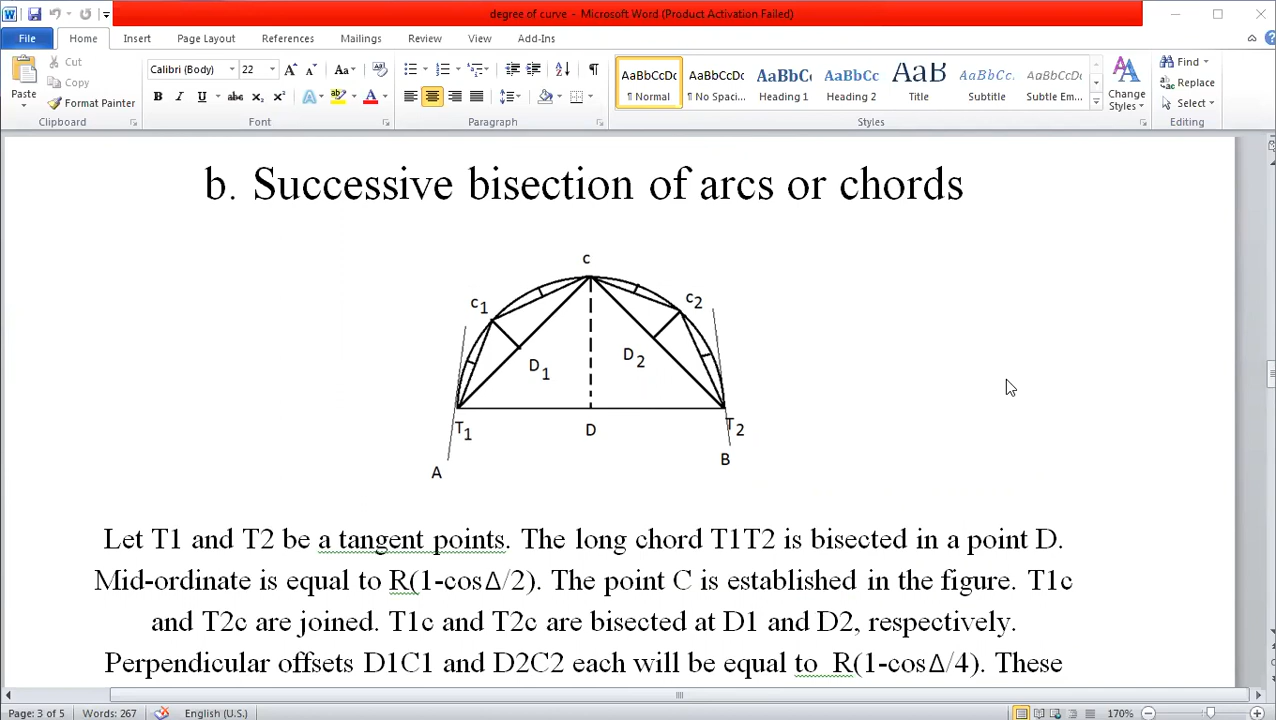 degree of curve - Microsoft Word (Product Activation Failed)
File Home Insert Page Layout References Mailings Review View Add-Ins
Paste
Cut
Copy
Format Painter
Clipboard
Calibri (Body) 22
Font
Paragraph
AaBbCcDc AaBbCcDc AaBbC AaBbCc AaB AaBbCcL AaBbCcDc
¶ Normal ¶ No Spaci... Heading 1 Heading 2 Title Subtitle Subtle Em...
Change Styles
Styles
Find
Replace
Select
Editing
b. Successive bisection of arcs or chords
c
c1
c2
D1
D2
T1
D
T2
A
B
Let T1 and T2 be a tangent points. The long chord T1T2 is bisected in a point D.
Mid-ordinate is equal to R(1-cosΔ/2). The point C is established in the figure. T1c
and T2c are joined. T1c and T2c are bisected at D1 and D2, respectively.
Perpendicular offsets D1C1 and D2C2 each will be equal to R(1-cosΔ/4). These
Page: 3 of 5 Words: 267 English (U.S.) 170%